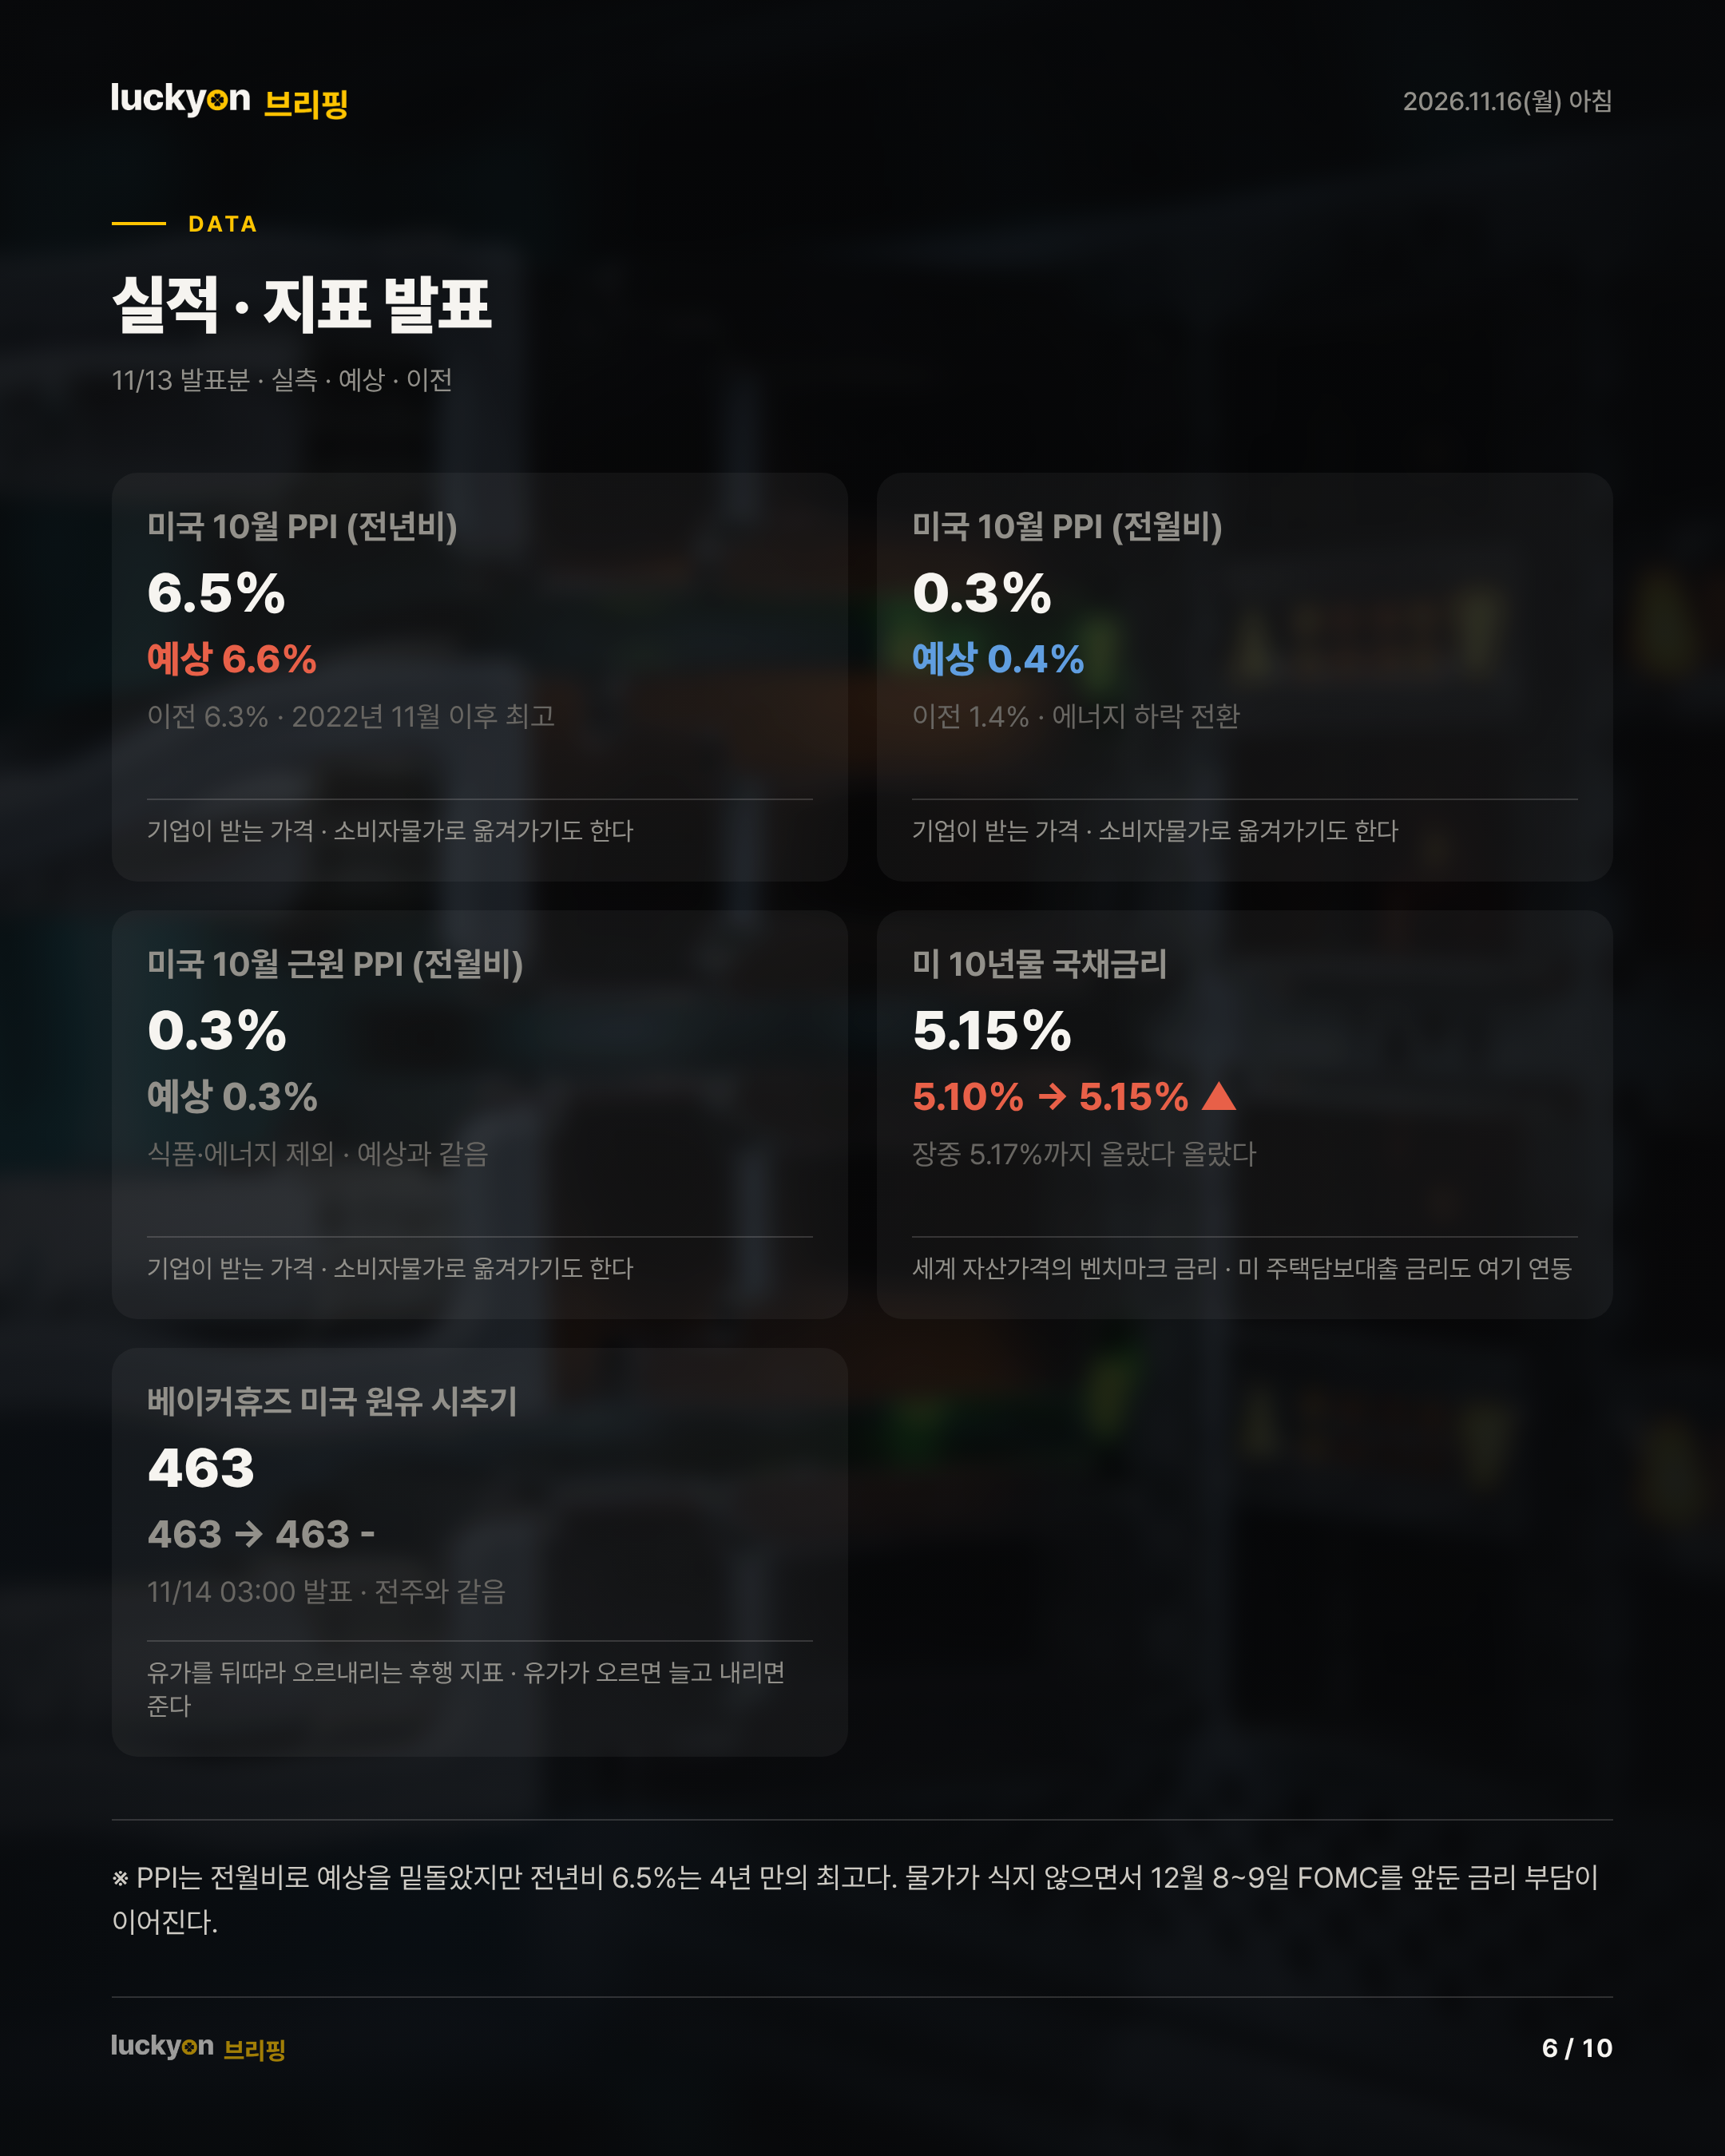 luckyon 브리핑
2026.11.16(월) 아침
DATA
실적 · 지표 발표
11/13 발표분 · 실측 · 예상 · 이전
미국 10월 PPI (전년비)
6.5%
예상 6.6%
이전 6.3% · 2022년 11월 이후 최고
기업이 받는 가격 · 소비자물가로 옮겨가기도 한다
미국 10월 PPI (전월비)
0.3%
예상 0.4%
이전 1.4% · 에너지 하락 전환
기업이 받는 가격 · 소비자물가로 옮겨가기도 한다
미국 10월 근원 PPI (전월비)
0.3%
예상 0.3%
식품·에너지 제외 · 예상과 같음
기업이 받는 가격 · 소비자물가로 옮겨가기도 한다
미 10년물 국채금리
5.15%
5.10% → 5.15% ▲
장중 5.17%까지 올랐다 올랐다
세계 자산가격의 벤치마크 금리 · 미 주택담보대출 금리도 여기 연동
베이커휴즈 미국 원유 시추기
463
463 → 463 -
11/14 03:00 발표 · 전주와 같음
유가를 뒤따라 오르내리는 후행 지표 · 유가가 오르면 늘고 내리면
준다
※ PPI는 전월비로 예상을 밑돌았지만 전년비 6.5%는 4년 만의 최고다. 물가가 식지 않으면서 12월 8~9일 FOMC를 앞둔 금리 부담이
이어진다.
luckyon 브리핑
6 / 10